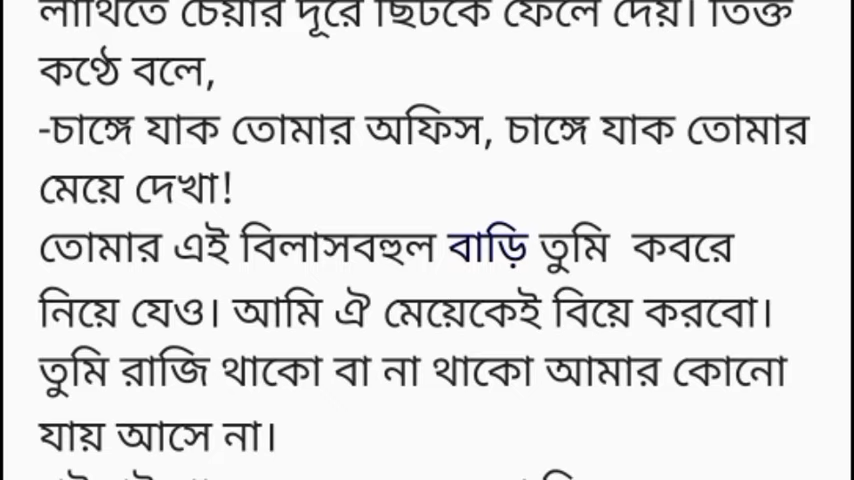 লাথিতে চেয়ার দূরে ছিটকে ফেলে দেয়। তিক্ত
কণ্ঠে বলে,
-চাঙ্গে যাক তোমার অফিস, চাঙ্গে যাক তোমার
মেয়ে দেখা!
তোমার এই বিলাসবহুল বাড়ি তুমি  কবরে
নিয়ে যেও। আমি ঐ মেয়েকেই বিয়ে করবো।
তুমি রাজি থাকো বা না থাকো আমার কোনো
যায় আসে না।